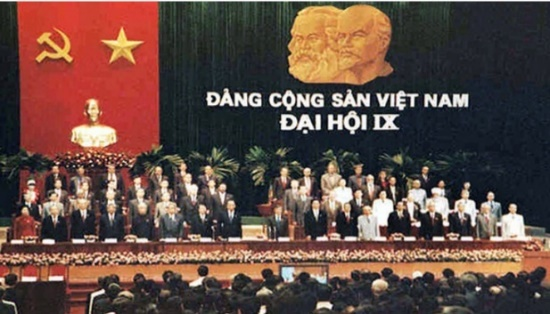 ĐẢNG CỘNG SẢN VIỆT NAM
ĐẠI HỘI IX